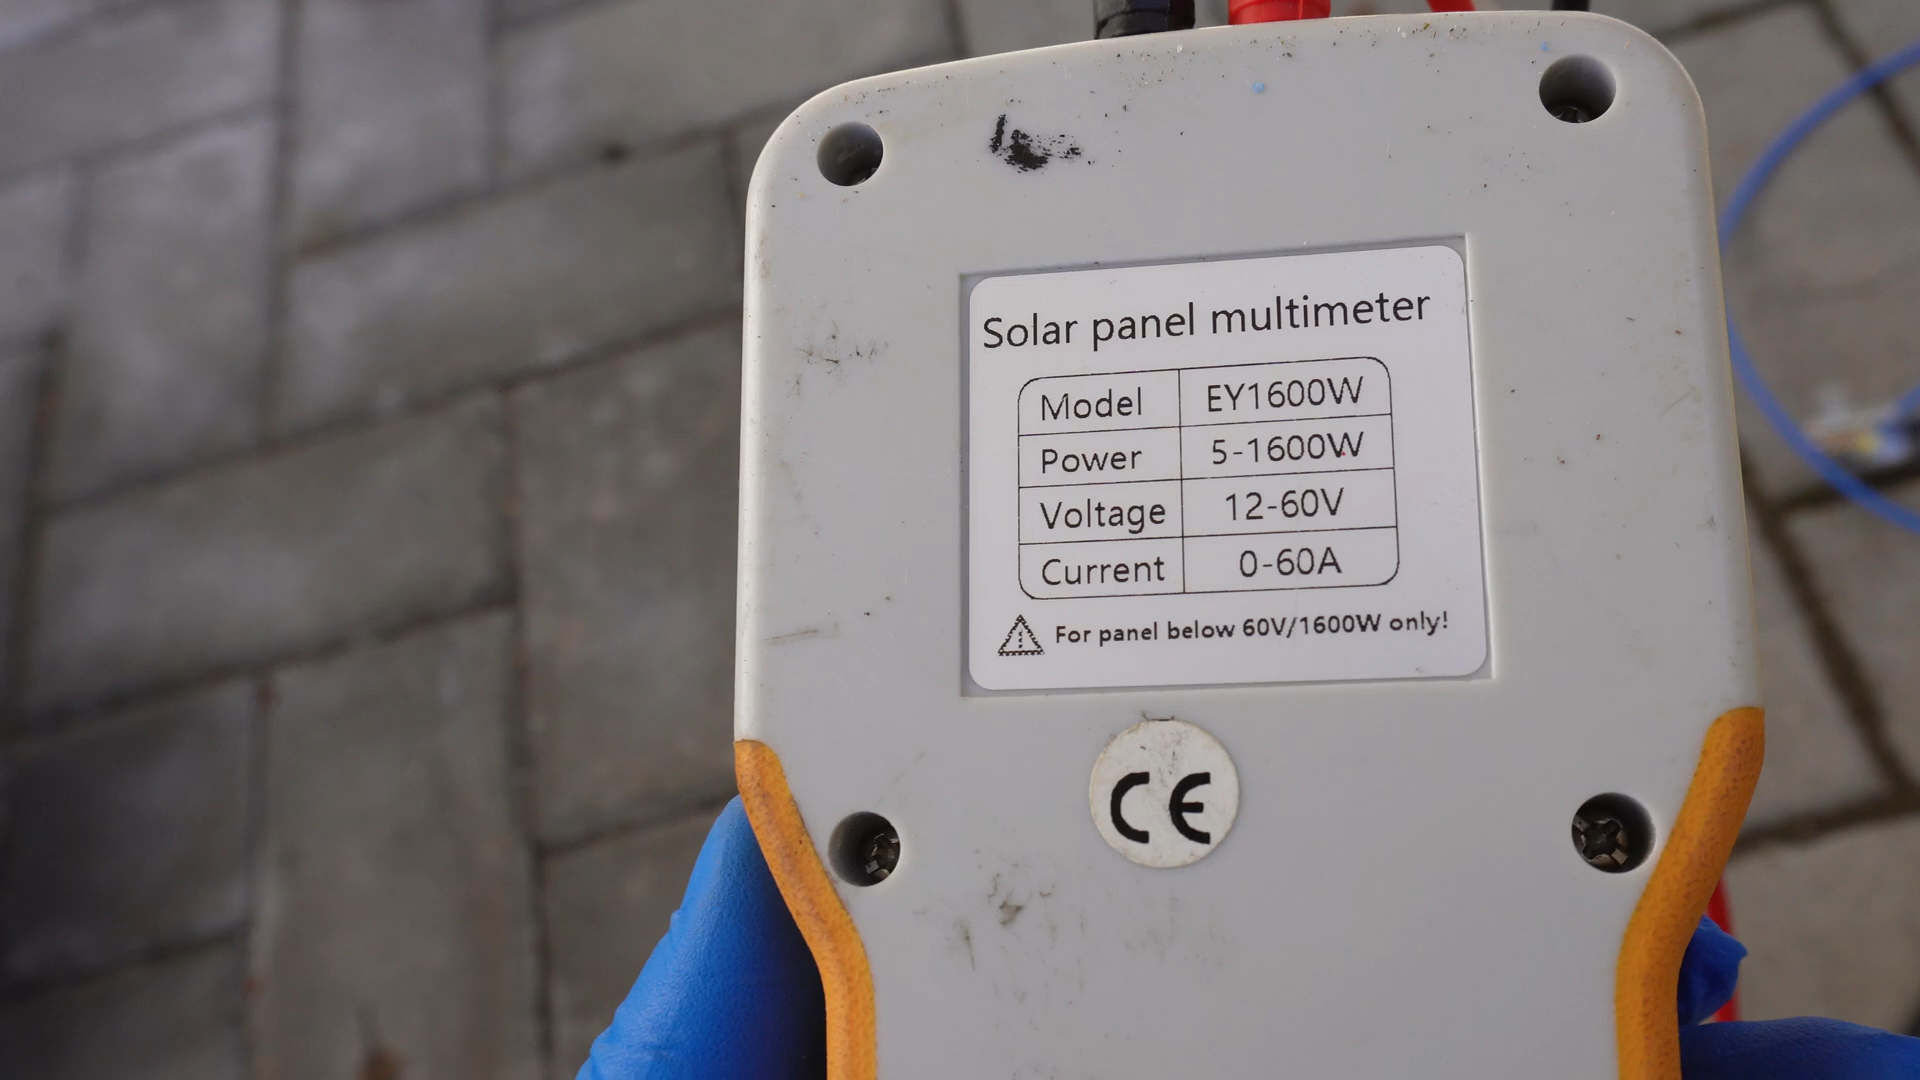 Solar panel multimeter
Model EY1600W
Power 5-1600W
Voltage 12-60V
Current 0-60A
For panel below 60V/1600W only!
CE